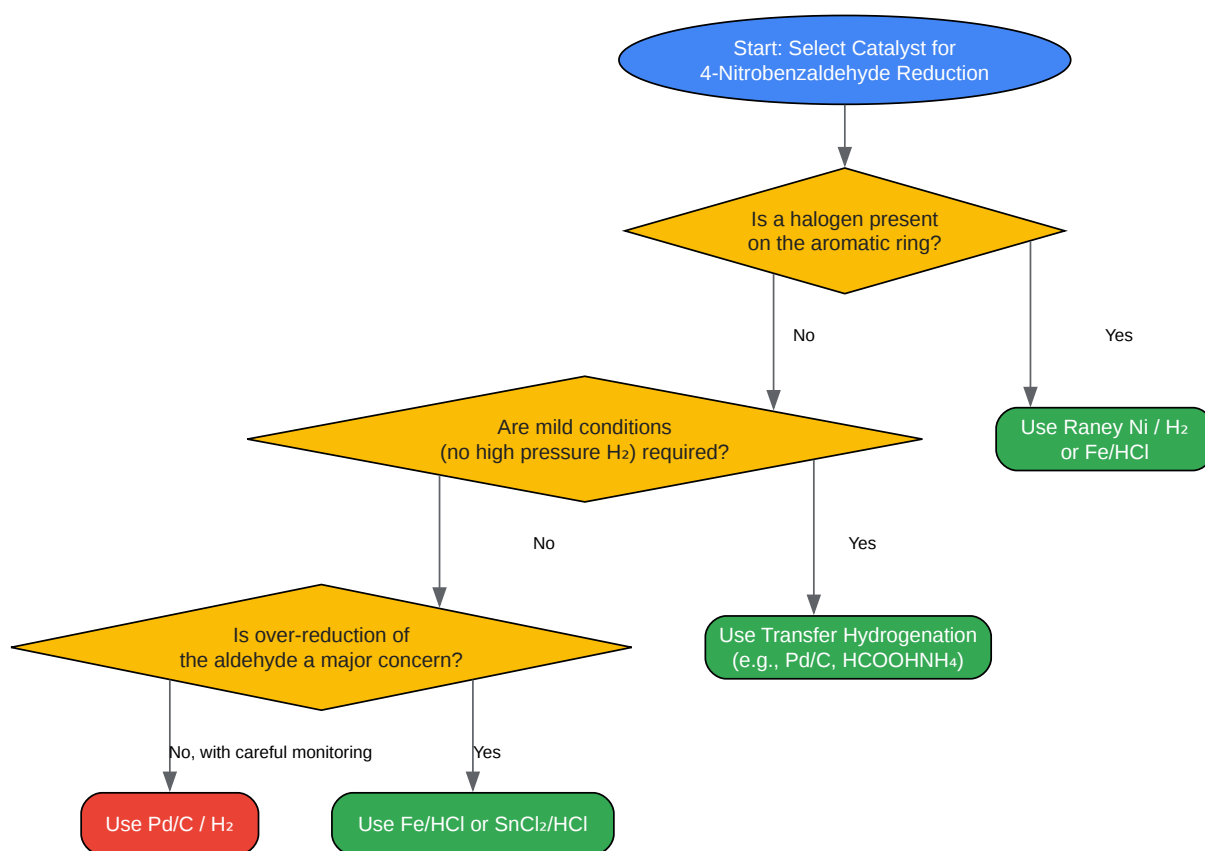 Start: Select Catalyst for
4-Nitrobenzaldehyde Reduction
Is a halogen present
on the aromatic ring?
No
Yes
Are mild conditions
(no high pressure H₂) required?
Use Raney Ni / H₂
or Fe/HCl
No
Yes
Is over-reduction of
the aldehyde a major concern?
Use Transfer Hydrogenation
(e.g., Pd/C, HCOOHNH₄)
No, with careful monitoring
Yes
Use Pd/C / H₂
Use Fe/HCl or SnCl₂/HCl